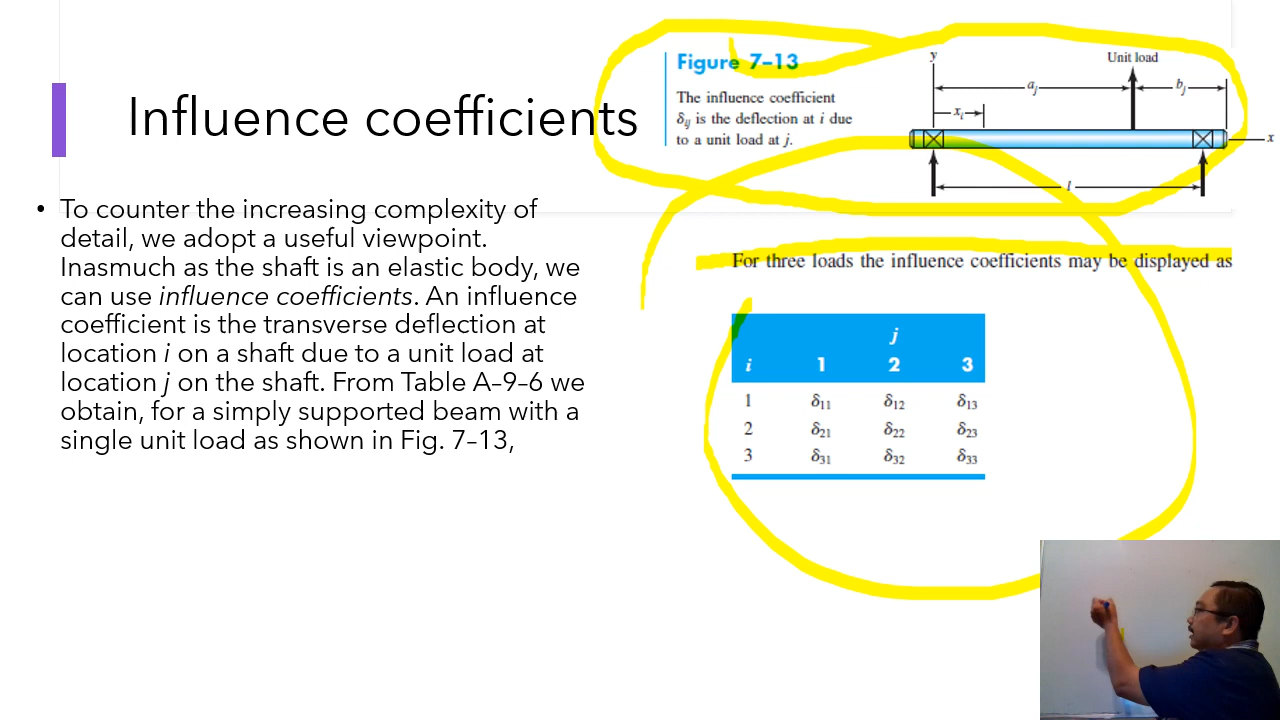 Influence coefficients
• To counter the increasing complexity of
detail, we adopt a useful viewpoint.
Inasmuch as the shaft is an elastic body, we
can use influence coefficients. An influence
coefficient is the transverse deflection at
location i on a shaft due to a unit load at
location j on the shaft. From Table A–9–6 we
obtain, for a simply supported beam with a
single unit load as shown in Fig. 7–13,
Figure 7–13
The influence coefficient
δij is the deflection at i due
to a unit load at j.
y
Unit load
aj
bj
xi
x
l
For three loads the influence coefficients may be displayed as
j
i 1 2 3
1 δ11 δ12 δ13
2 δ21 δ22 δ23
3 δ31 δ32 δ33